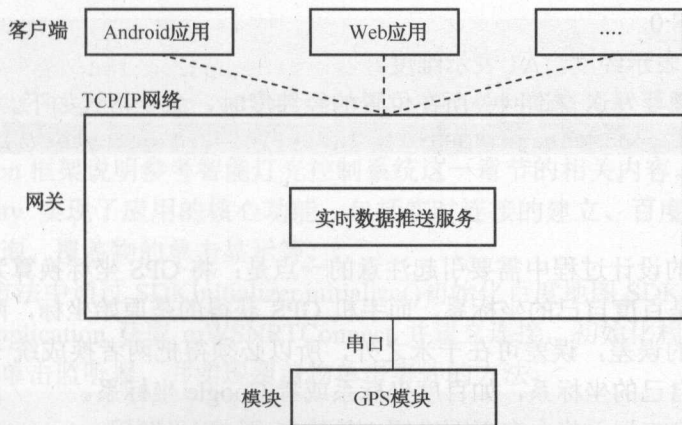 客户端
Android应用
Web应用
....
TCP/IP网络
网关
实时数据推送服务
串口
模块
GPS模块